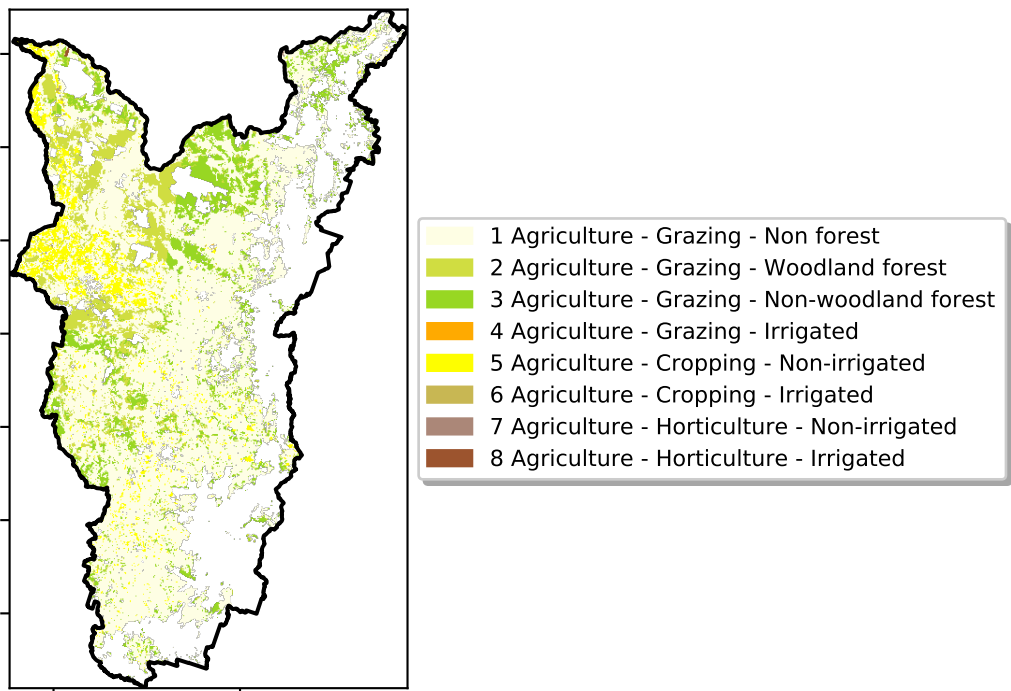 1 Agriculture - Grazing - Non forest
2 Agriculture - Grazing - Woodland forest
3 Agriculture - Grazing - Non-woodland forest
4 Agriculture - Grazing - Irrigated
5 Agriculture - Cropping - Non-irrigated
6 Agriculture - Cropping - Irrigated
7 Agriculture - Horticulture - Non-irrigated
8 Agriculture - Horticulture - Irrigated